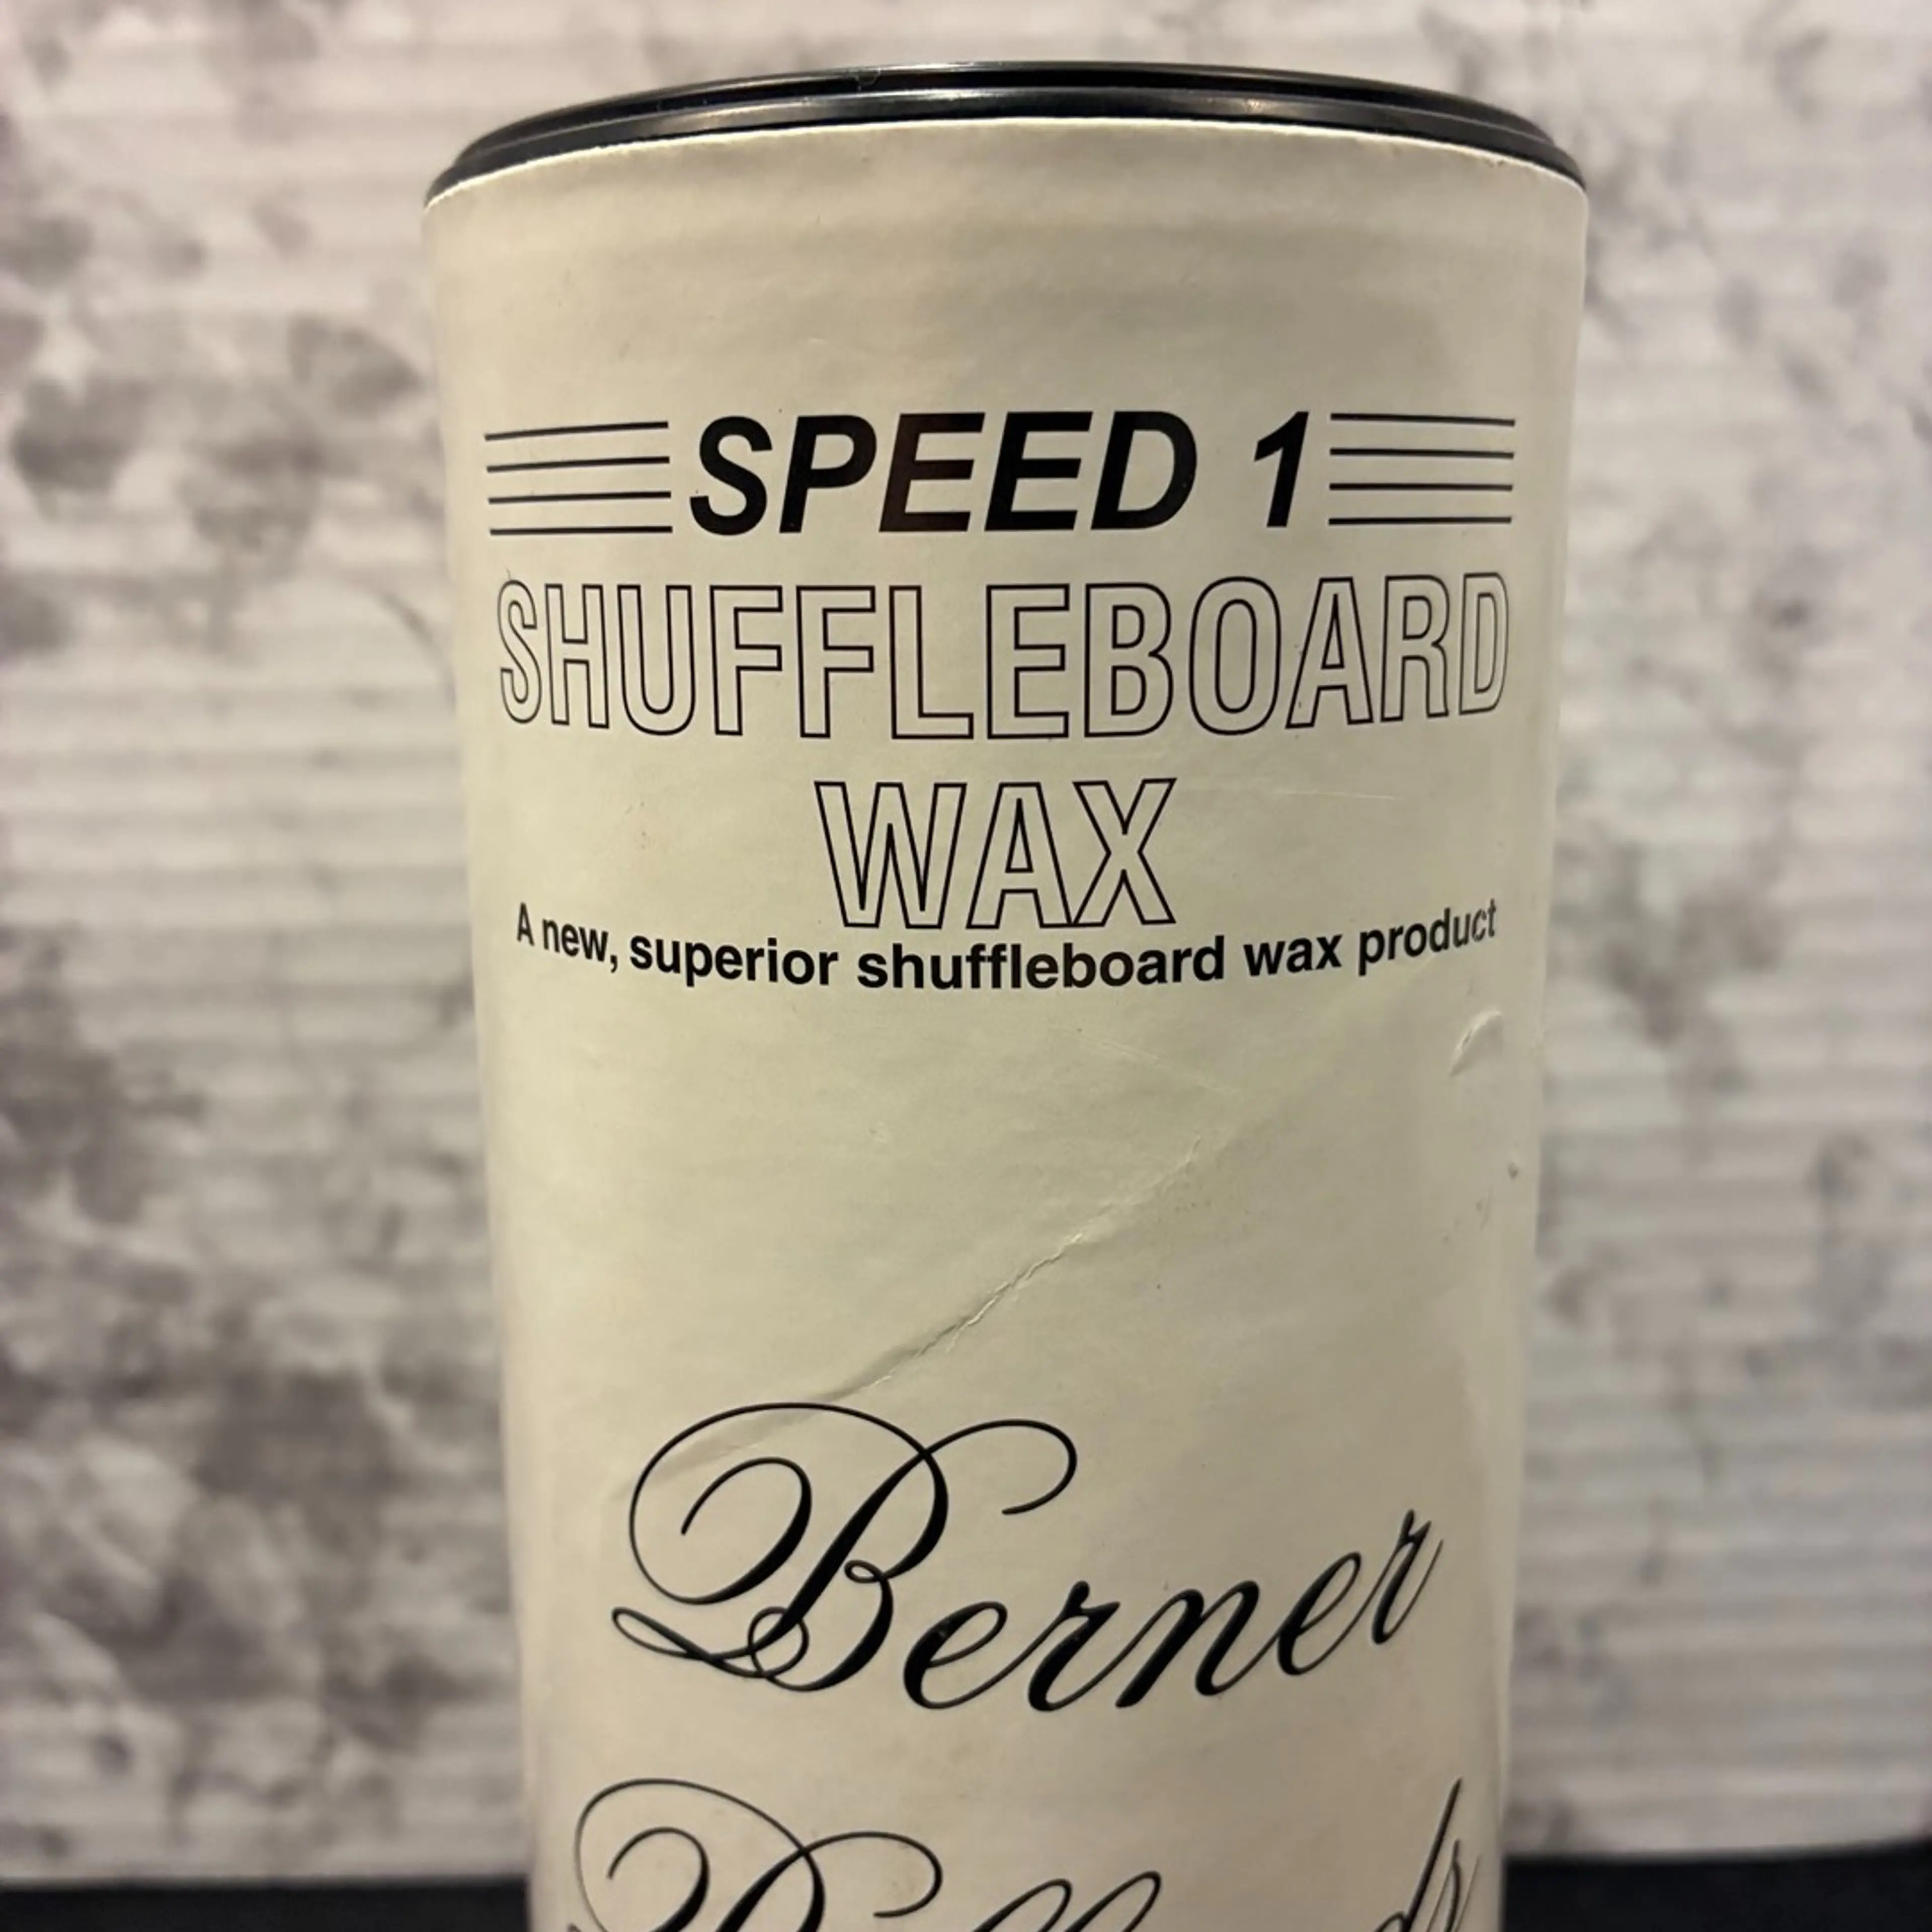 SPEED 1
SHUFFLEBOARD
WAX
A new, superior shuffleboard wax product
Berner